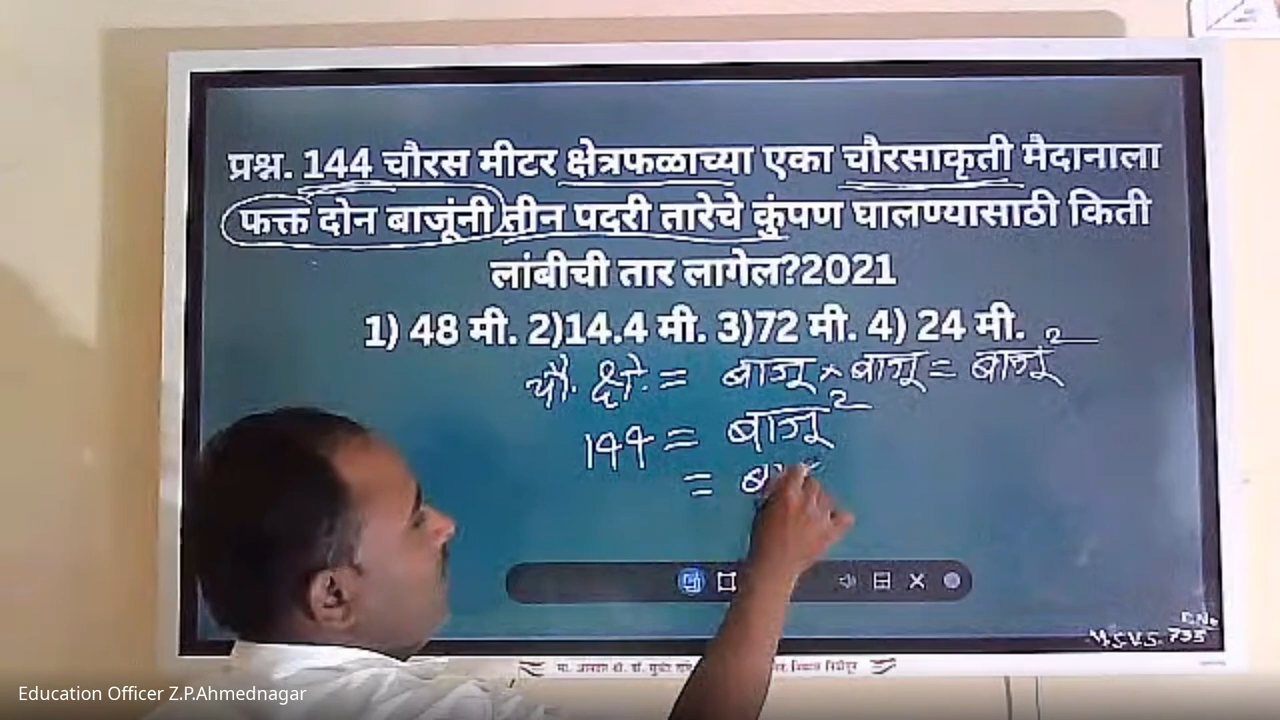 प्रश्न. 144 चौरस मीटर क्षेत्रफळाच्या एका चौरसाकृती मैदानाला
फक्त दोन बाजूंनी तीन पदरी तारेचे कुंपण घालण्यासाठी किती
लांबीची तार लागेल?2021
1) 48 मी. 2)14.4 मी. 3)72 मी. 4) 24 मी.
चौ. क्षे. = बाजू × बाजू = बाजू²
144 = बाजू²
=
Education Officer Z.P.Ahmednagar